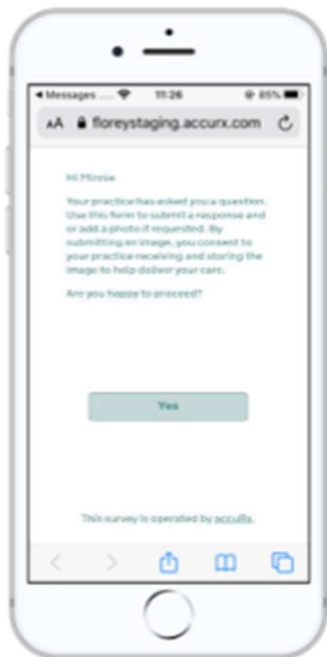 Messages
11:26
85%
AA floreystaging.accurx.com
Hi Minnie
Your practice has asked you a question.
Use this form to submit a response and
or add a photo if requested. By
submitting an image, you consent to
your practice receiving and storing the
image to help deliver your care.
Are you happy to proceed?
Yes
This survey is operated by accuRx.